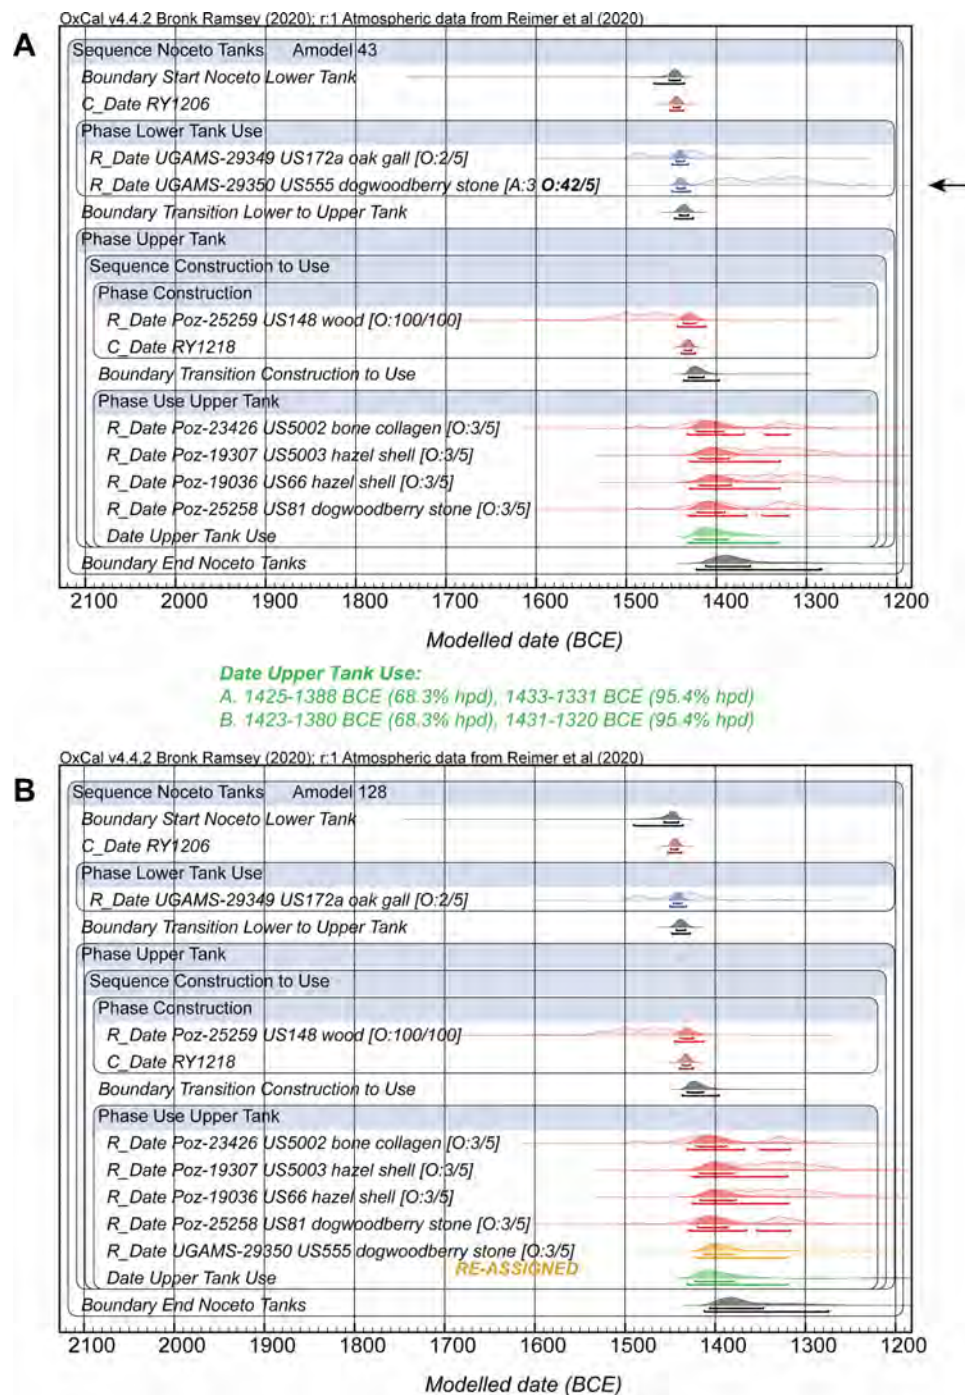 OxCal v4.4.2 Bronk Ramsey (2020); r:1 Atmospheric data from Reimer et al (2020)
A
Sequence Noceto Tanks Amodel 43
Boundary Start Noceto Lower Tank
C_Date RY1206
Phase Lower Tank Use
R_Date UGAMS-29349 US172a oak gall [O:2/5]
R_Date UGAMS-29350 US555 dogwoodberry stone [A:3 O:42/5]
Boundary Transition Lower to Upper Tank
Phase Upper Tank
Sequence Construction to Use
Phase Construction
R_Date Poz-25259 US148 wood [O:100/100]
C_Date RY1218
Boundary Transition Construction to Use
Phase Use Upper Tank
R_Date Poz-23426 US5002 bone collagen [O:3/5]
R_Date Poz-19307 US5003 hazel shell [O:3/5]
R_Date Poz-19036 US66 hazel shell [O:3/5]
R_Date Poz-25258 US81 dogwoodberry stone [O:3/5]
Date Upper Tank Use
Boundary End Noceto Tanks
2100 2000 1900 1800 1700 1600 1500 1400 1300 1200
Modelled date (BCE)
Date Upper Tank Use:
A. 1425-1388 BCE (68.3% hpd), 1433-1331 BCE (95.4% hpd)
B. 1423-1380 BCE (68.3% hpd), 1431-1320 BCE (95.4% hpd)
OxCal v4.4.2 Bronk Ramsey (2020); r:1 Atmospheric data from Reimer et al (2020)
B
Sequence Noceto Tanks Amodel 128
Boundary Start Noceto Lower Tank
C_Date RY1206
Phase Lower Tank Use
R_Date UGAMS-29349 US172a oak gall [O:2/5]
Boundary Transition Lower to Upper Tank
Phase Upper Tank
Sequence Construction to Use
Phase Construction
R_Date Poz-25259 US148 wood [O:100/100]
C_Date RY1218
Boundary Transition Construction to Use
Phase Use Upper Tank
R_Date Poz-23426 US5002 bone collagen [O:3/5]
R_Date Poz-19307 US5003 hazel shell [O:3/5]
R_Date Poz-19036 US66 hazel shell [O:3/5]
R_Date Poz-25258 US81 dogwoodberry stone [O:3/5]
R_Date UGAMS-29350 US555 dogwoodberry stone [O:3/5]
RE-ASSIGNED
Date Upper Tank Use
Boundary End Noceto Tanks
2100 2000 1900 1800 1700 1600 1500 1400 1300 1200
Modelled date (BCE)